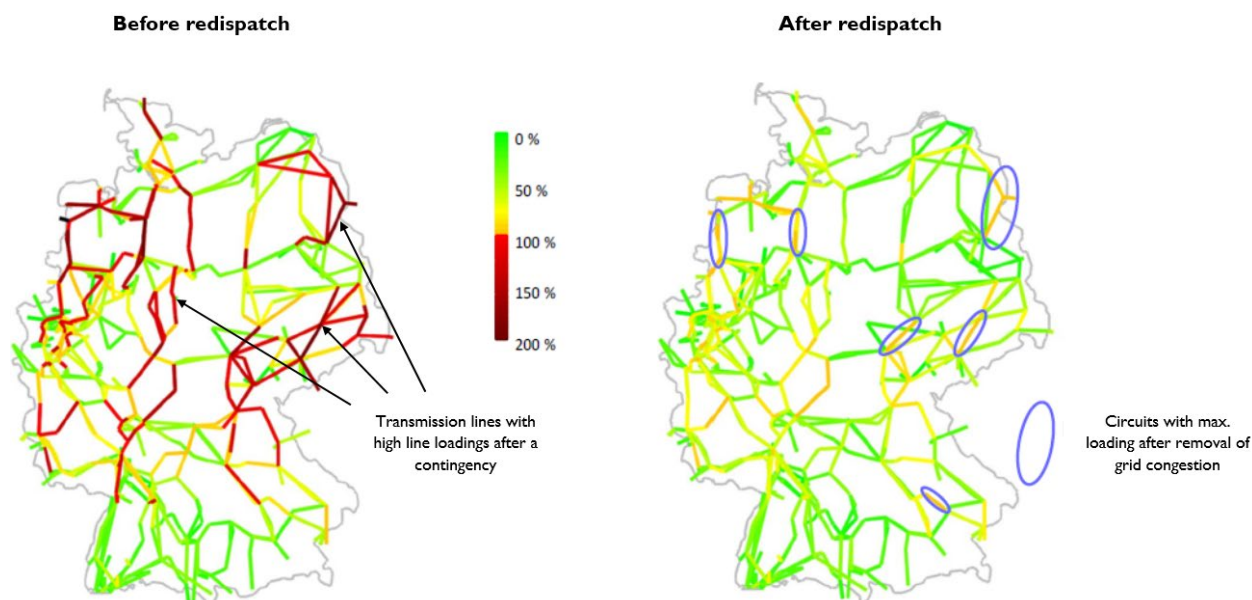 Before redispatch
After redispatch
0 %
50 %
100 %
150 %
200 %
Transmission lines with
high line loadings after a
contingency
Circuits with max.
loading after removal of
grid congestion